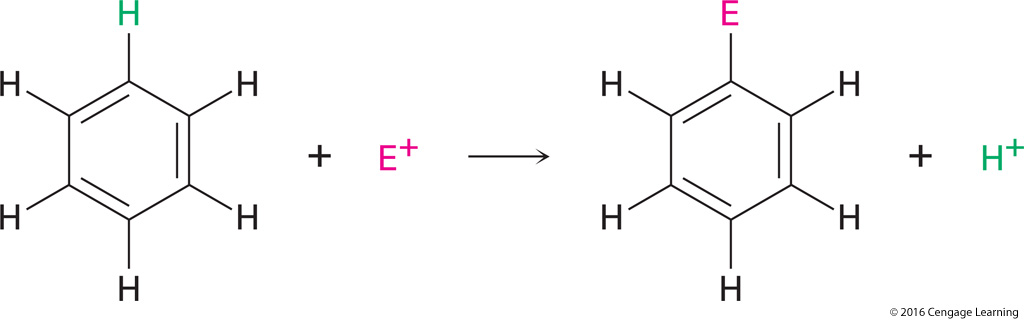 H E
H H H H
+ E⁺ + H⁺
H H H H
H H
© 2016 Cengage Learning